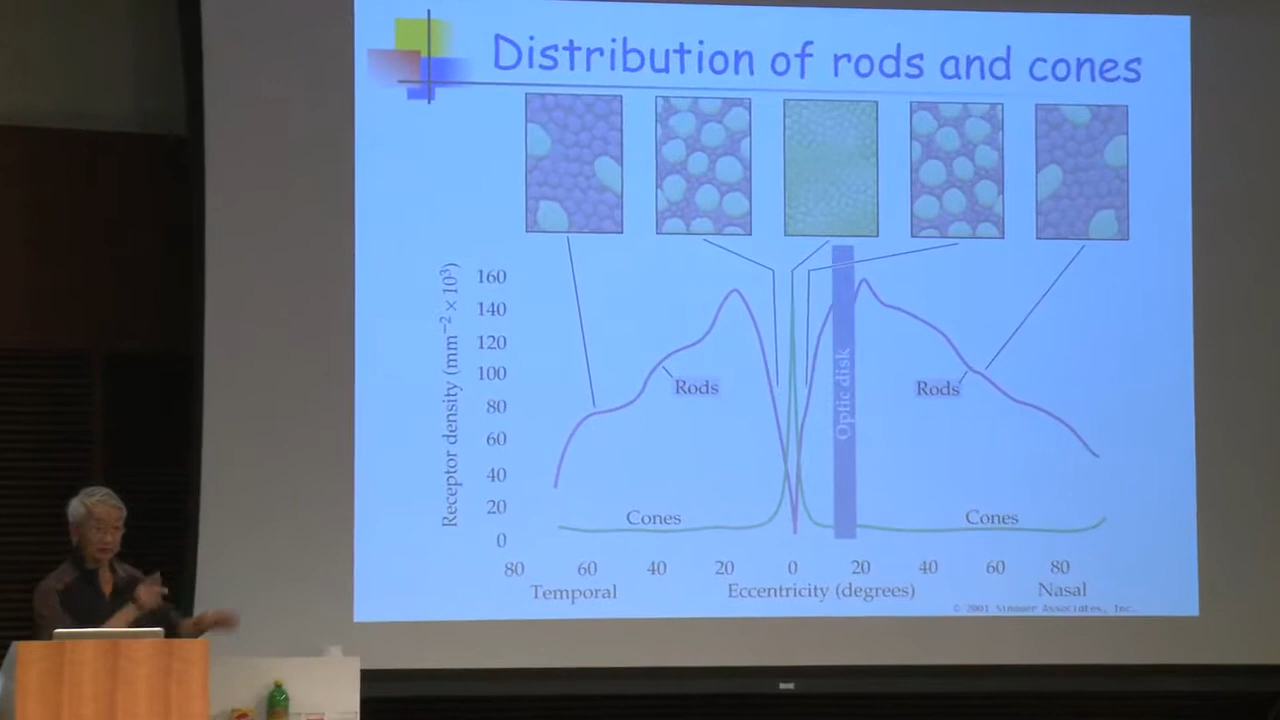 Distribution of rods and cones
Receptor density (mm⁻² × 10³)
160
140
120
100
80
60
40
20
0
Rods
Rods
Optic disk
Cones
Cones
80 60 40 20 0 20 40 60 80
Temporal Eccentricity (degrees) Nasal
© 2001 Sinauer Associates, Inc.